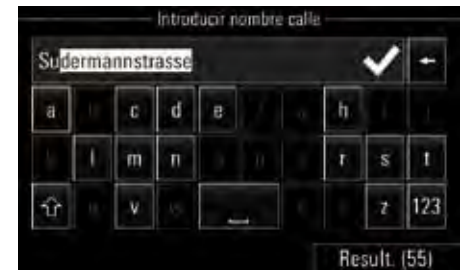 Introducir nombre calle
Sudermannstrasse
a c d e h
l m n r s t
v z 123
Result. (55)